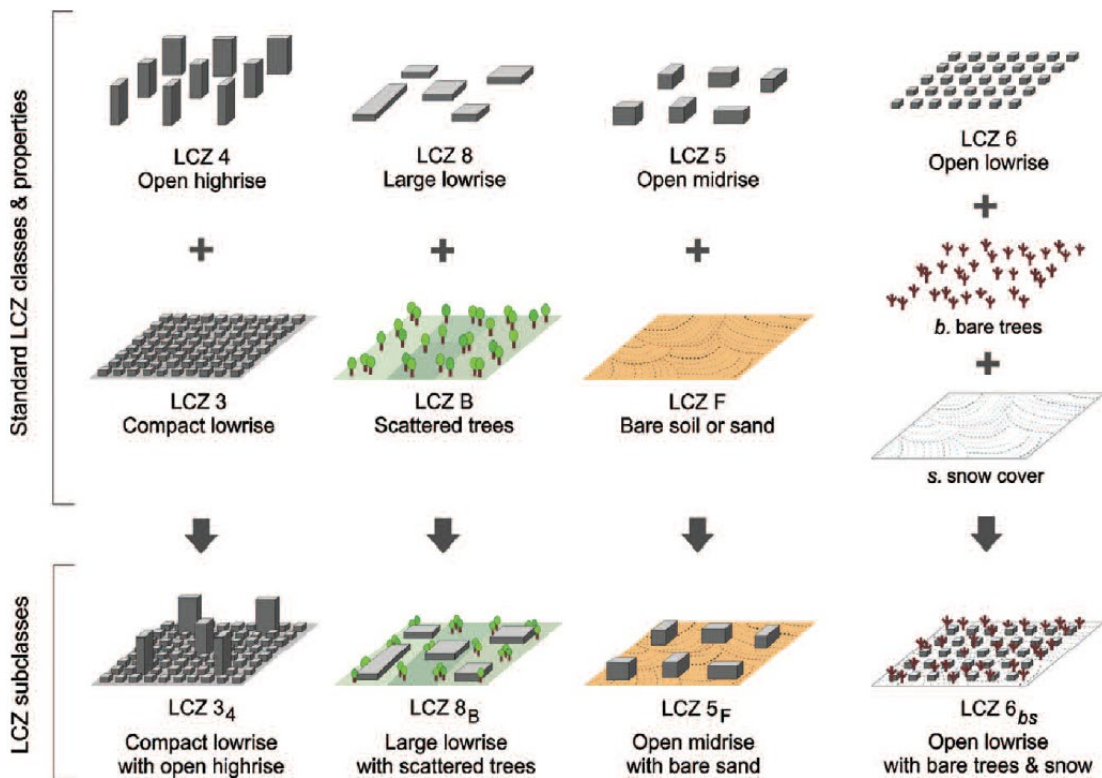 Standard LCZ classes & properties
LCZ 4
Open highrise
LCZ 8
Large lowrise
LCZ 5
Open midrise
LCZ 6
Open lowrise
+
+
+
+
b. bare trees
+
LCZ 3
Compact lowrise
LCZ B
Scattered trees
LCZ F
Bare soil or sand
s. snow cover
LCZ subclasses
LCZ 3₄
Compact lowrise
with open highrise
LCZ 8_B
Large lowrise
with scattered trees
LCZ 5_F
Open midrise
with bare sand
LCZ 6_bs
Open lowrise
with bare trees & snow